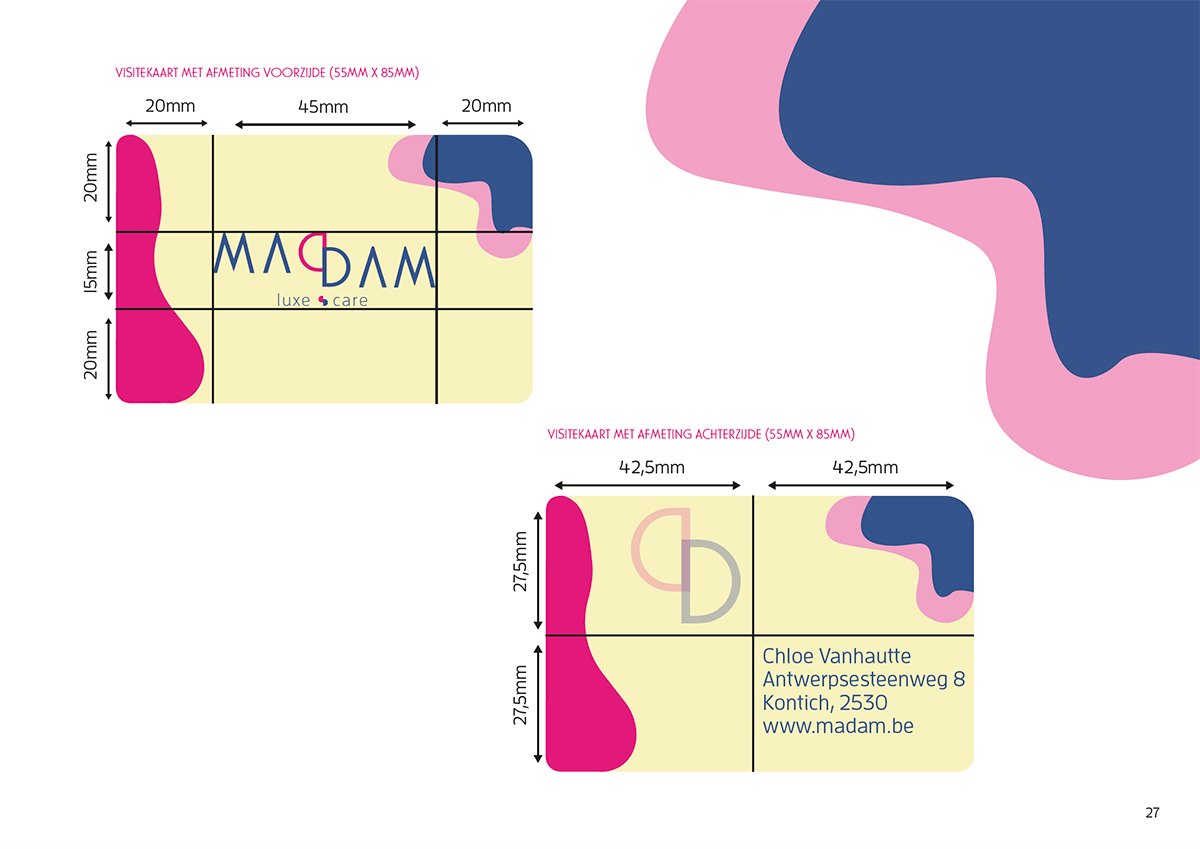 VISITEKAART MET AFMETING VOORZIJDE (55MM X 85MM)
20mm 45mm 20mm
20mm
15mm
20mm
MADDAM
luxe care
VISITEKAART MET AFMETING ACHTERZIJDE (55MM X 85MM)
42,5mm 42,5mm
27,5mm
27,5mm
Chloe Vanhautte
Antwerpsesteenweg 8
Kontich, 2530
www.madam.be
27